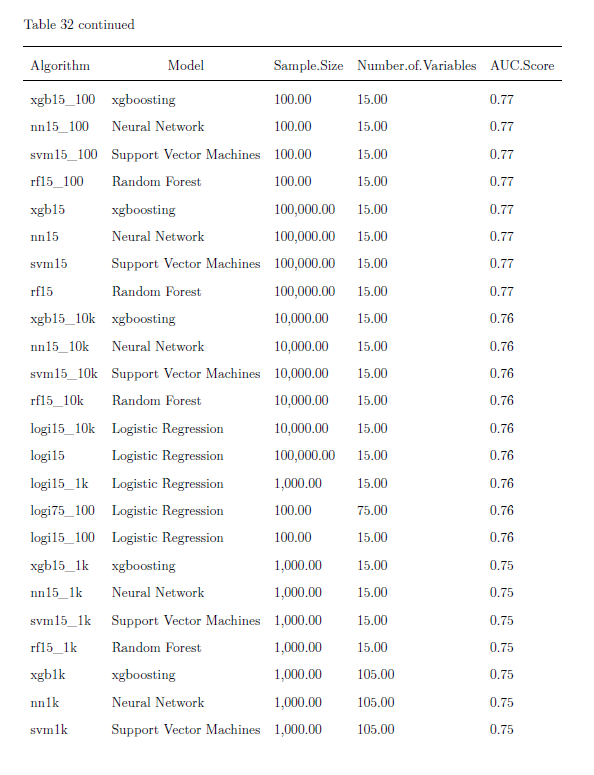 Table 32 continued
Algorithm Model Sample.Size Number.of.Variables AUC.Score
xgb15_100 xgboosting 100.00 15.00 0.77
nn15_100 Neural Network 100.00 15.00 0.77
svm15_100 Support Vector Machines 100.00 15.00 0.77
rf15_100 Random Forest 100.00 15.00 0.77
xgb15 xgboosting 100,000.00 15.00 0.77
nn15 Neural Network 100,000.00 15.00 0.77
svm15 Support Vector Machines 100,000.00 15.00 0.77
rf15 Random Forest 100,000.00 15.00 0.77
xgb15_10k xgboosting 10,000.00 15.00 0.76
nn15_10k Neural Network 10,000.00 15.00 0.76
svm15_10k Support Vector Machines 10,000.00 15.00 0.76
rf15_10k Random Forest 10,000.00 15.00 0.76
logi15_10k Logistic Regression 10,000.00 15.00 0.76
logi15 Logistic Regression 100,000.00 15.00 0.76
logi15_1k Logistic Regression 1,000.00 15.00 0.76
logi75_100 Logistic Regression 100.00 75.00 0.76
logi15_100 Logistic Regression 100.00 15.00 0.76
xgb15_1k xgboosting 1,000.00 15.00 0.75
nn15_1k Neural Network 1,000.00 15.00 0.75
svm15_1k Support Vector Machines 1,000.00 15.00 0.75
rf15_1k Random Forest 1,000.00 15.00 0.75
xgb1k xgboosting 1,000.00 105.00 0.75
nn1k Neural Network 1,000.00 105.00 0.75
svm1k Support Vector Machines 1,000.00 105.00 0.75